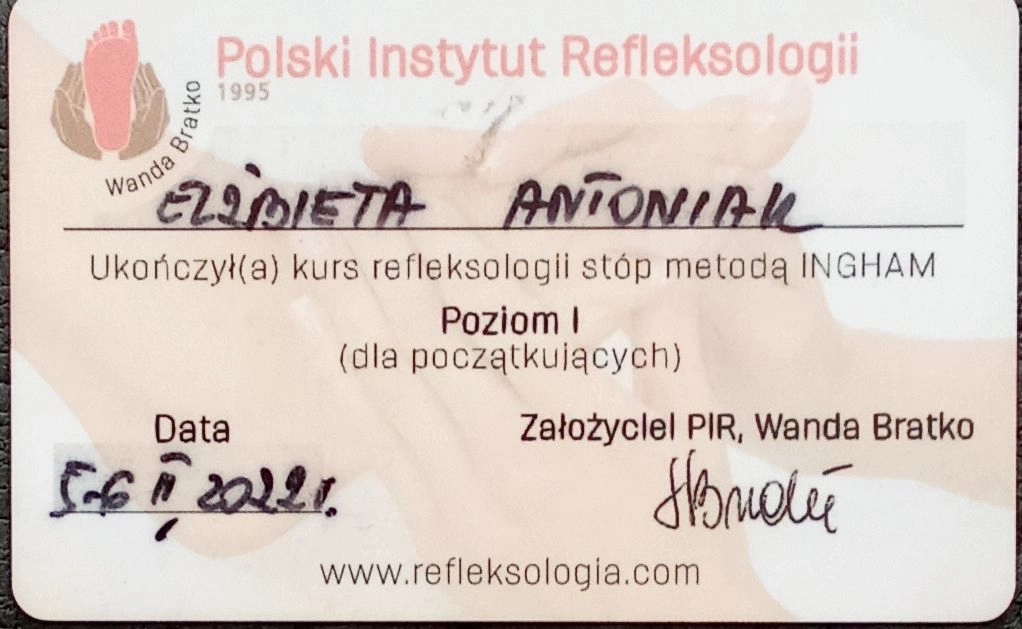 Polski Instytut Refleksologii
1995
Wanda Bratko
ELŻBIETA ANTONIAK
Ukończył(a) kurs refleksologii stóp metodą INGHAM
Poziom I
(dla początkujących)
Data
Założyciel PIR, Wanda Bratko
5-6 II 2022r.
www.refleksologia.com